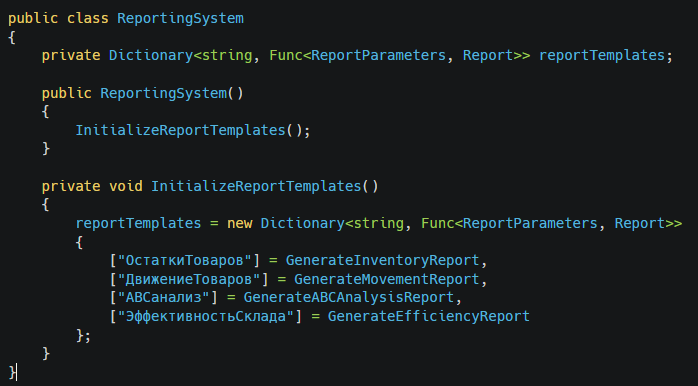 public class ReportingSystem
{
    private Dictionary<string, Func<ReportParameters, Report>> reportTemplates;

    public ReportingSystem()
    {
        InitializeReportTemplates();
    }

    private void InitializeReportTemplates()
    {
        reportTemplates = new Dictionary<string, Func<ReportParameters, Report>>
        {
            ["ОстаткиТоваров"] = GenerateInventoryReport,
            ["ДвижениеТоваров"] = GenerateMovementReport,
            ["ABCанализ"] = GenerateABCAnalysisReport,
            ["ЭффективностьСклада"] = GenerateEfficiencyReport
        };
    }
}